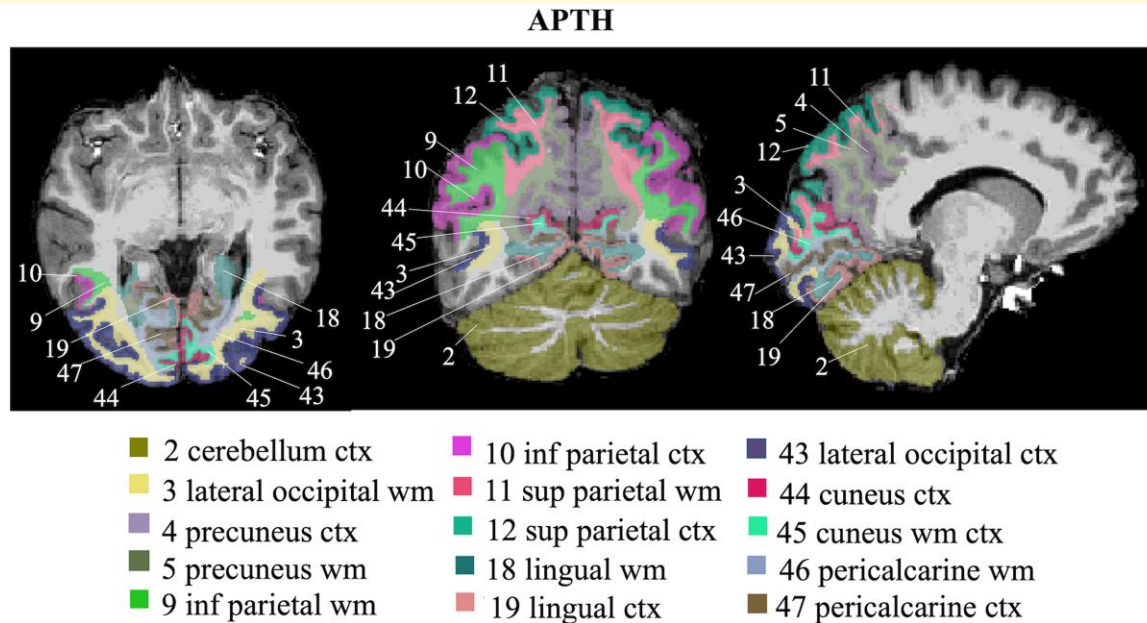 APTH
11
12
9
10
44
45
3
43
18
19
2
10
9
19
47
44
18
3
46
45
43
11
4
5
12
3
46
43
47
18
19
2
2 cerebellum ctx
3 lateral occipital wm
4 precuneus ctx
5 precuneus wm
9 inf parietal wm
10 inf parietal ctx
11 sup parietal wm
12 sup parietal ctx
18 lingual wm
19 lingual ctx
43 lateral occipital ctx
44 cuneus ctx
45 cuneus wm ctx
46 pericalcarine wm
47 pericalcarine ctx